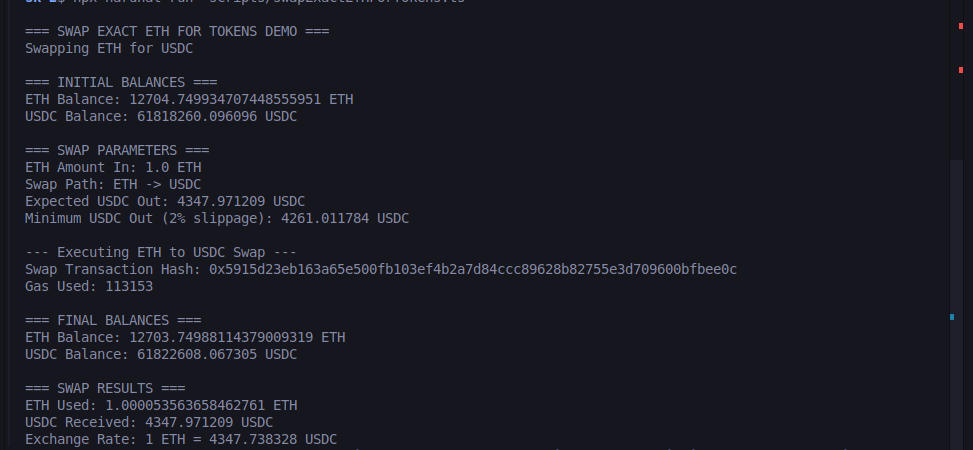 === SWAP EXACT ETH FOR TOKENS DEMO ===
Swapping ETH for USDC
=== INITIAL BALANCES ===
ETH Balance: 12704.749934707448555951 ETH
USDC Balance: 61818260.096096 USDC
=== SWAP PARAMETERS ===
ETH Amount In: 1.0 ETH
Swap Path: ETH -> USDC
Expected USDC Out: 4347.971209 USDC
Minimum USDC Out (2% slippage): 4261.011784 USDC
--- Executing ETH to USDC Swap ---
Swap Transaction Hash: 0x5915d23eb163a65e500fb103ef4b2a7d84ccc89628b82755e3d709600bfbee0c
Gas Used: 113153
=== FINAL BALANCES ===
ETH Balance: 12703.74988114379009319 ETH
USDC Balance: 61822608.067305 USDC
=== SWAP RESULTS ===
ETH Used: 1.000053563658462761 ETH
USDC Received: 4347.971209 USDC
Exchange Rate: 1 ETH = 4347.738328 USDC